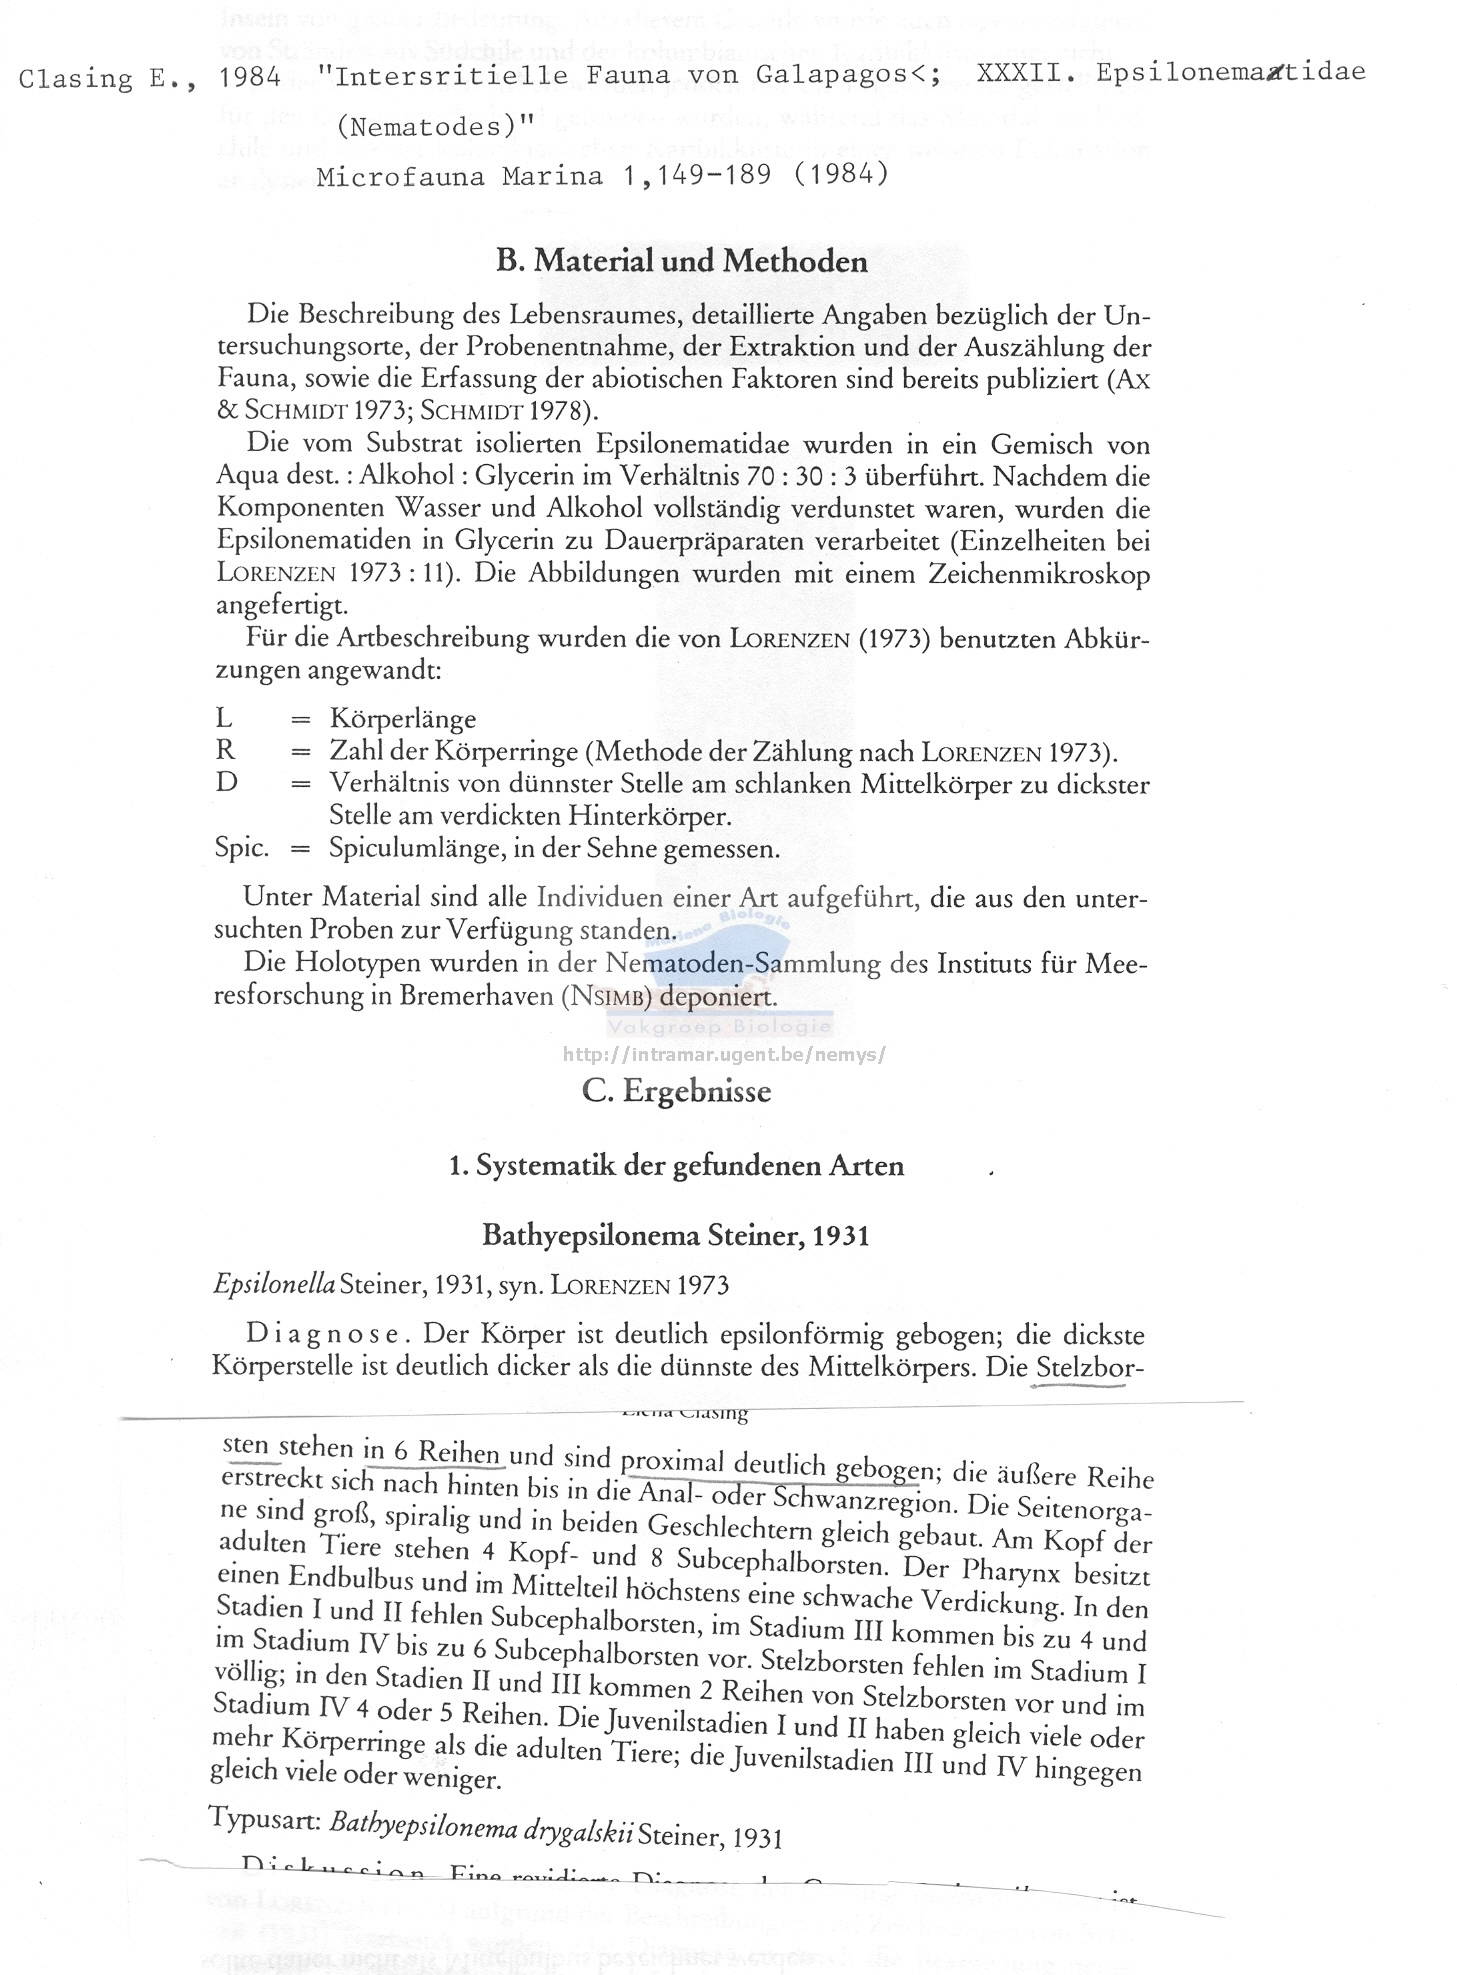 Clasing E., 1984 "Intersritielle Fauna von Galapagos<; XXXII. Epsilonematidae
(Nematodes)"
Microfauna Marina 1,149-189 (1984)
B. Material und Methoden
Die Beschreibung des Lebensraumes, detaillierte Angaben bezüglich der Un-
tersuchungsorte, der Probenentnahme, der Extraktion und der Auszählung der
Fauna, sowie die Erfassung der abiotischen Faktoren sind bereits publiziert (AX
& SCHMIDT 1973; SCHMIDT 1978).
Die vom Substrat isolierten Epsilonematidae wurden in ein Gemisch von
Aqua dest. : Alkohol : Glycerin im Verhältnis 70 : 30 : 3 überführt. Nachdem die
Komponenten Wasser und Alkohol vollständig verdunstet waren, wurden die
Epsilonematiden in Glycerin zu Dauerpräparaten verarbeitet (Einzelheiten bei
LORENZEN 1973 : 11). Die Abbildungen wurden mit einem Zeichenmikroskop
angefertigt.
Für die Artbeschreibung wurden die von LORENZEN (1973) benutzten Abkür-
zungen angewandt:
L = Körperlänge
R = Zahl der Körperringe (Methode der Zählung nach LORENZEN 1973).
D = Verhältnis von dünnster Stelle am schlanken Mittelkörper zu dickster
Stelle am verdickten Hinterkörper.
Spic. = Spiculumlänge, in der Sehne gemessen.
Unter Material sind alle Individuen einer Art aufgeführt, die aus den unter-
suchten Proben zur Verfügung standen.
Die Holotypen wurden in der Nematoden-Sammlung des Instituts für Mee-
resforschung in Bremerhaven (NSIMB) deponiert.
Mariene Biologie
Vakgroep Biologie
http://intramar.ugent.be/nemys/
C. Ergebnisse
1. Systematik der gefundenen Arten
Bathyepsilonema Steiner, 1931
Epsilonella Steiner, 1931, syn. LORENZEN 1973
Diagnose. Der Körper ist deutlich epsilonförmig gebogen; die dickste
Körperstelle ist deutlich dicker als die dünnste des Mittelkörpers. Die Stelzbor-
Elena Clasing
sten stehen in 6 Reihen und sind proximal deutlich gebogen; die äußere Reihe
erstreckt sich nach hinten bis in die Anal- oder Schwanzregion. Die Seitenorga-
ne sind groß, spiralig und in beiden Geschlechtern gleich gebaut. Am Kopf der
adulten Tiere stehen 4 Kopf- und 8 Subcephalborsten. Der Pharynx besitzt
einen Endbulbus und im Mittelteil höchstens eine schwache Verdickung. In den
Stadien I und II fehlen Subcephalborsten, im Stadium III kommen bis zu 4 und
im Stadium IV bis zu 6 Subcephalborsten vor. Stelzborsten fehlen im Stadium I
völlig; in den Stadien II und III kommen 2 Reihen von Stelzborsten vor und im
Stadium IV 4 oder 5 Reihen. Die Juvenilstadien I und II haben gleich viele oder
mehr Körperringe als die adulten Tiere; die Juvenilstadien III und IV hingegen
gleich viele oder weniger.
Typusart: Bathyepsilonema drygalskii Steiner, 1931
Diskussion. Eine revidierte